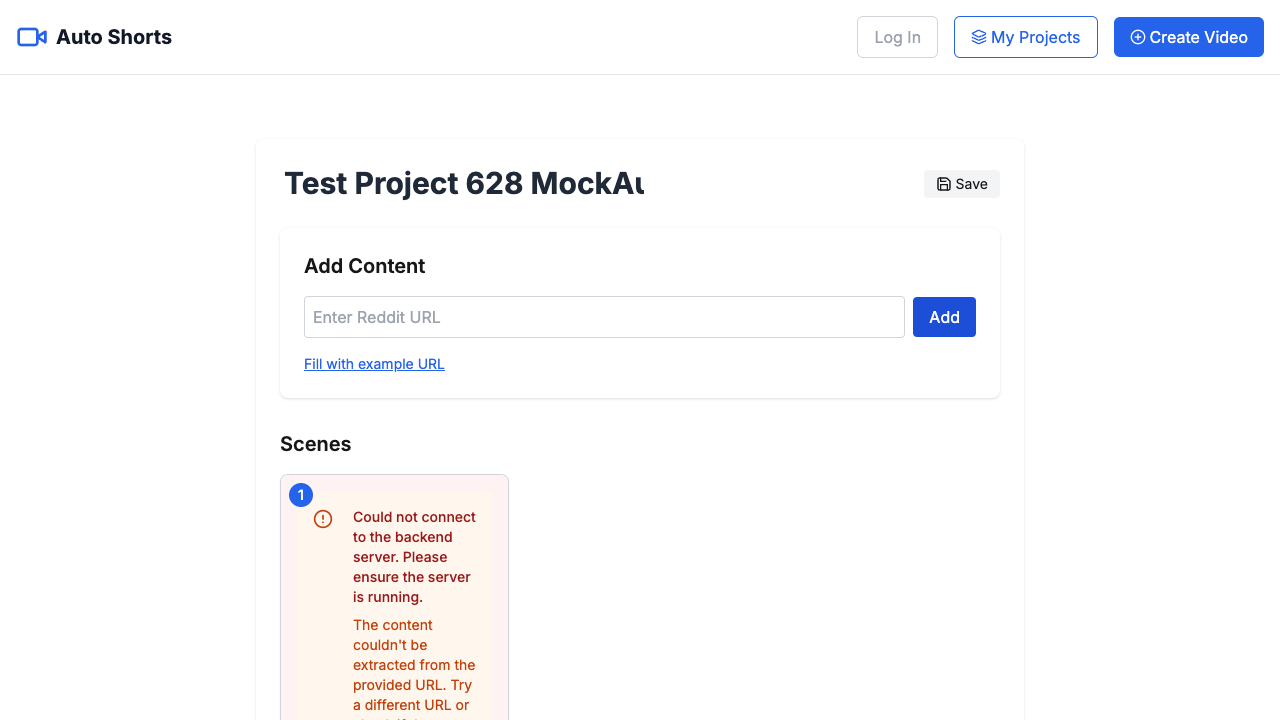 Auto Shorts
Log In
My Projects
Create Video
Test Project 628 MockAu
Save
Add Content
Enter Reddit URL
Add
Fill with example URL
Scenes
1
Could not connect
to the backend
server. Please
ensure the server
is running.
The content
couldn't be
extracted from the
provided URL. Try
a different URL or